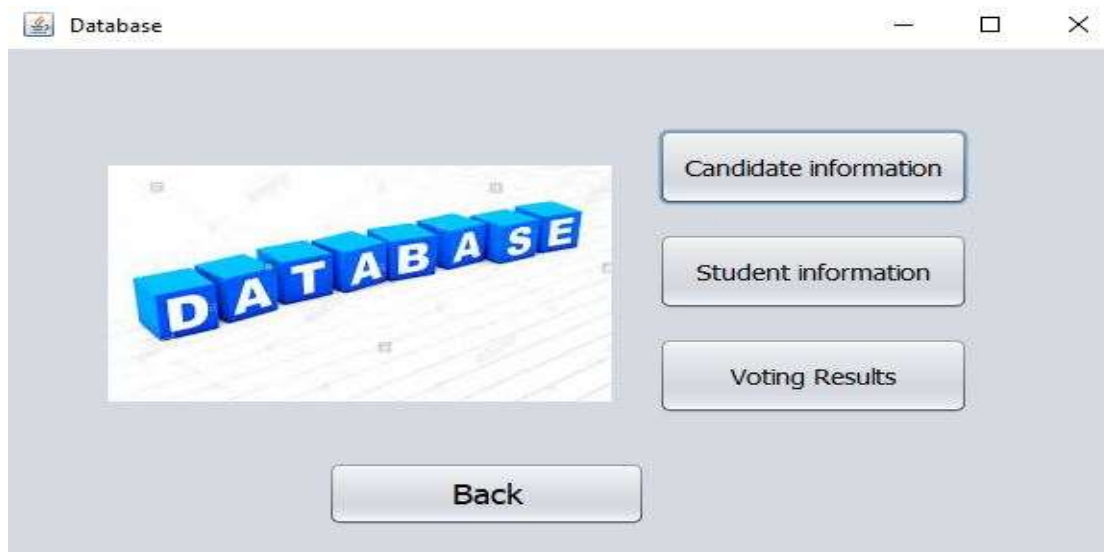 Database
Candidate information
DATABASE
Student information
Voting Results
Back